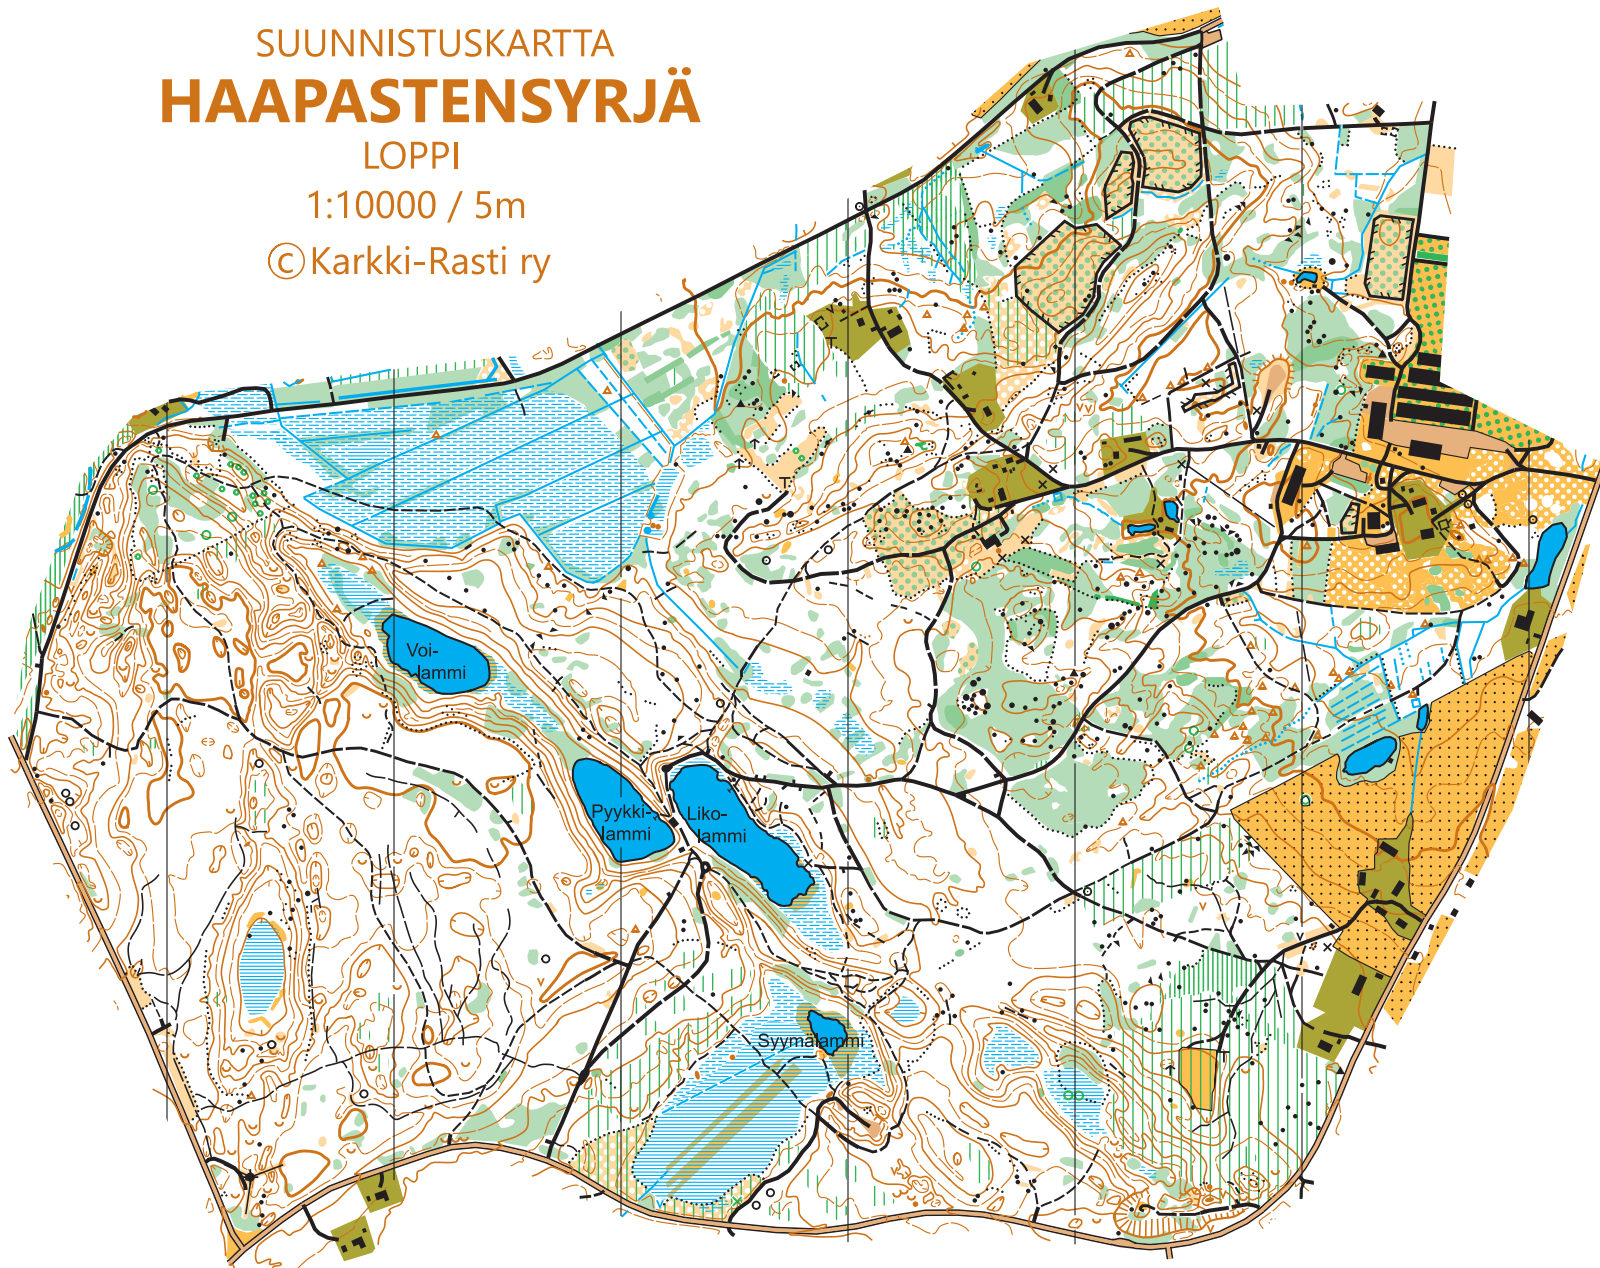 SUUNNISTUSKARTTA
HAAPASTENSYRJÄ
LOPPI
1:10000 / 5m
©Karkki-Rasti ry
Voi-
lammi
Pyykki-
lammi
Liko-
lammi
Syymälammi